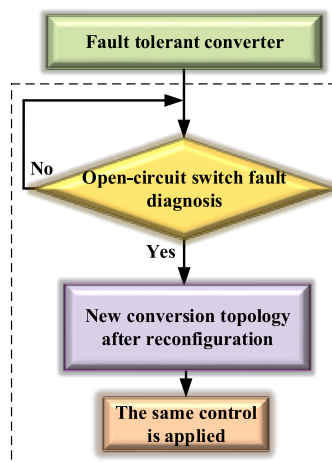 Fault tolerant converter
No
Open-circuit switch fault
diagnosis
Yes
New conversion topology
after reconfiguration
The same control
is applied